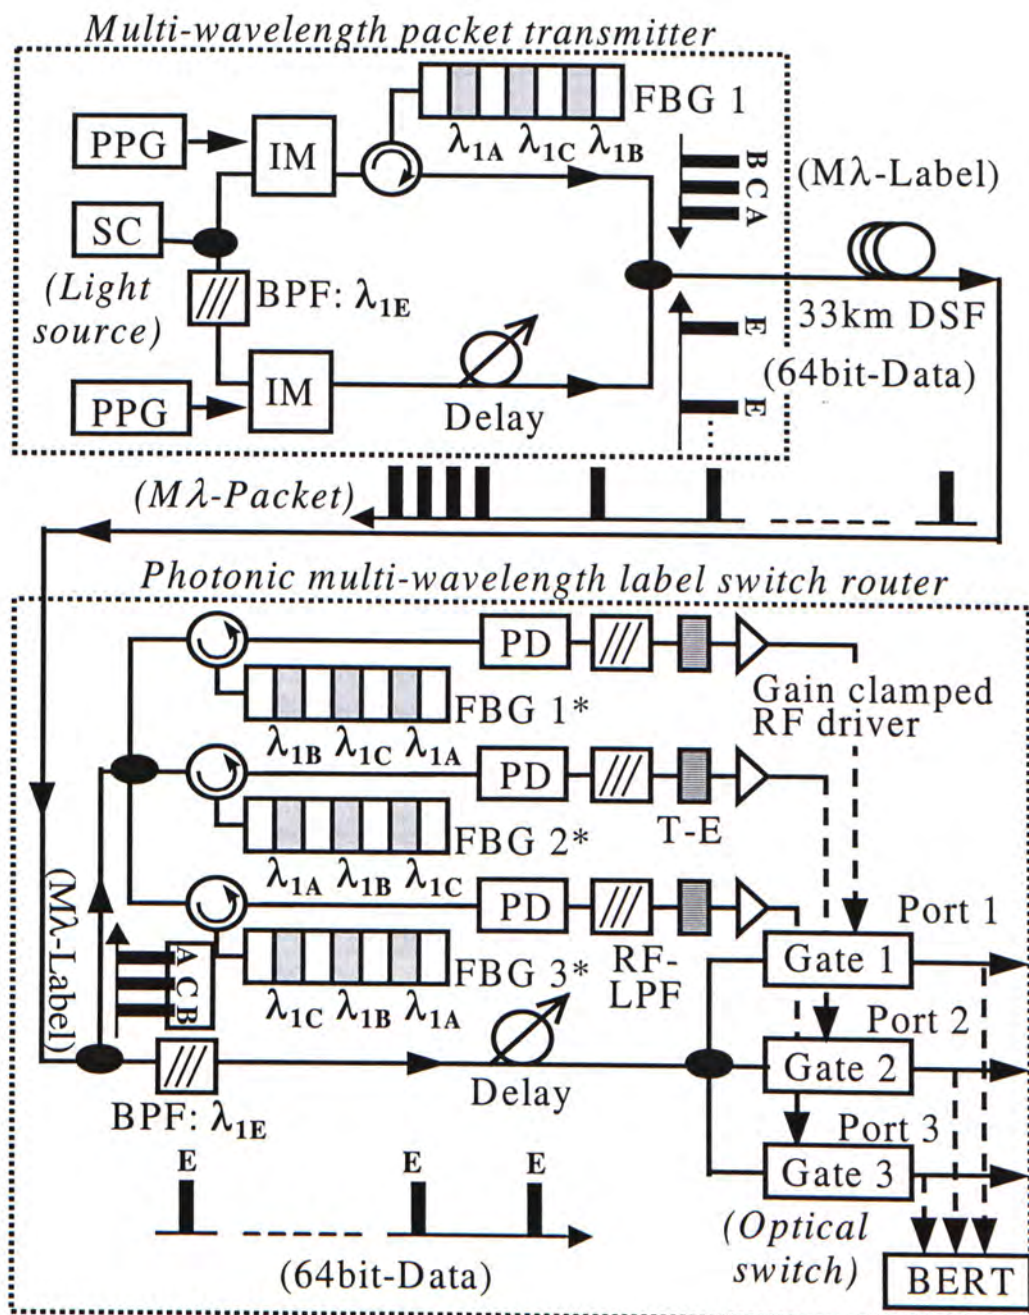 Multi-wavelength packet transmitter
PPG
IM
FBG 1
λ1A λ1C λ1B
SC
(Light
source)
BPF: λ1E
PPG
IM
Delay
B C A
E
E
(Mλ-Label)
33km DSF
(64bit-Data)
(Mλ-Packet)
Photonic multi-wavelength label switch router
PD
FBG 1*
λ1B λ1C λ1A
Gain clamped
RF driver
PD
FBG 2*
λ1A λ1B λ1C
T-E
PD
FBG 3*
λ1C λ1B λ1A
RF-
LPF
(Mλ-Label)
A C B
BPF: λ1E
Delay
Port 1
Gate 1
Port 2
Gate 2
Port 3
Gate 3
(Optical
switch)
BERT
E E E
(64bit-Data)